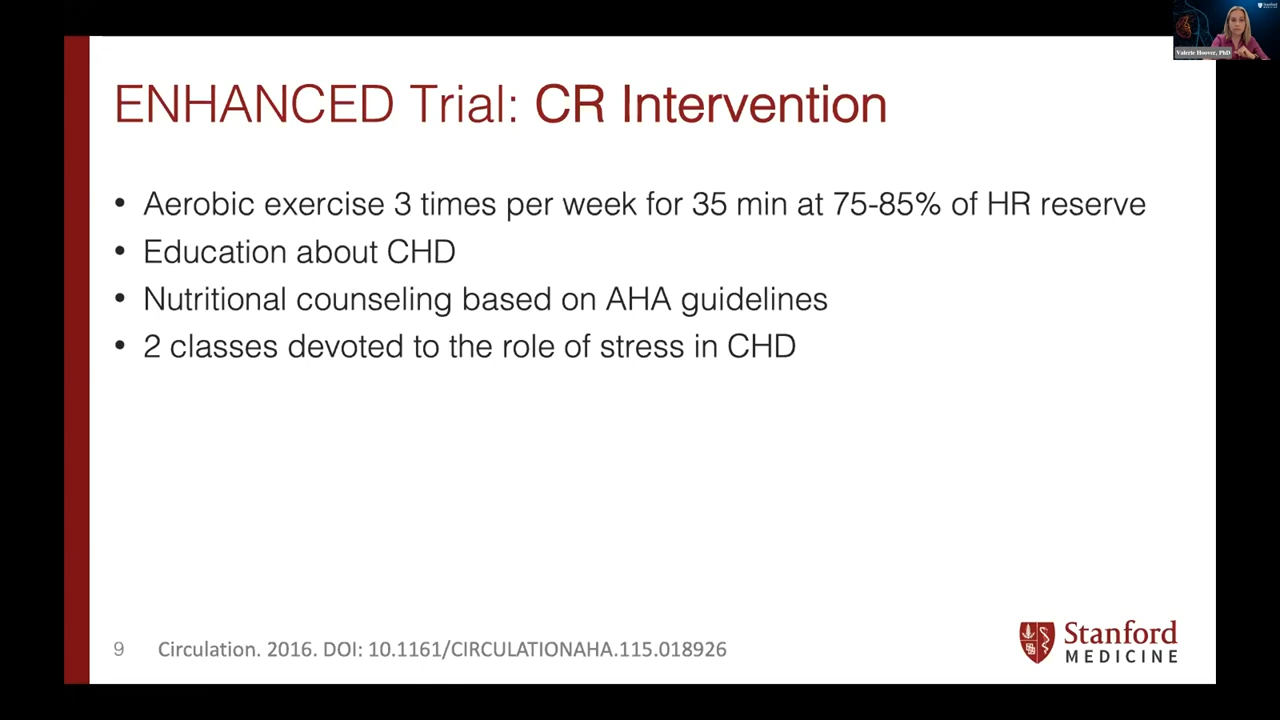 Stanford
Valerie Hoover, PhD
ENHANCED Trial: CR Intervention
• Aerobic exercise 3 times per week for 35 min at 75-85% of HR reserve
• Education about CHD
• Nutritional counseling based on AHA guidelines
• 2 classes devoted to the role of stress in CHD
9 Circulation. 2016. DOI: 10.1161/CIRCULATIONAHA.115.018926
Stanford
MEDICINE